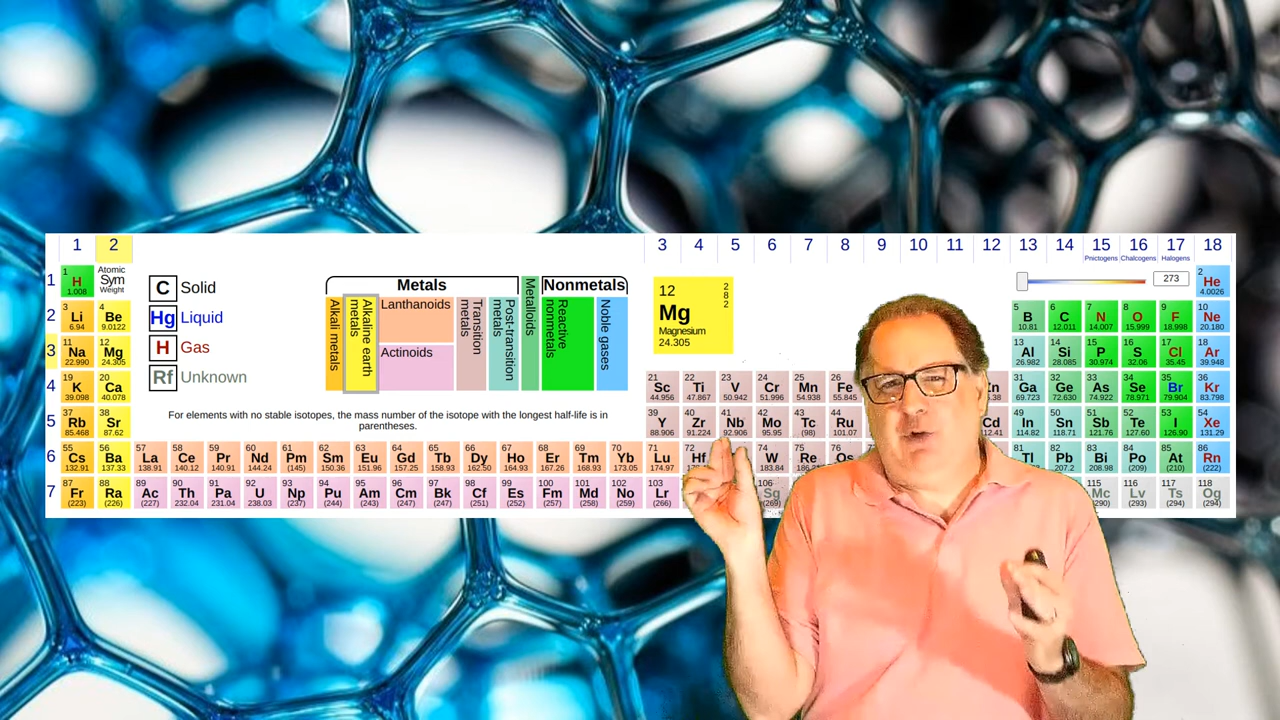 1 2 3 4 5 6 7 8 9 10 11 12 13 14 15 16 17 18
Pnictogens Chalcogens Halogens
1
1 H 1.008
Atomic
Sym
Weight
C Solid
Hg Liquid
H Gas
Rf Unknown
Metals
Metalloids
Nonmetals
Alkali metals
Alkaline earth metals
Lanthanoids
Actinoids
Transition metals
Post-transition metals
Reactive nonmetals
Noble gases
12
Mg
Magnesium
24.305
2
8
2
273
2 He 4.0026
2
3 Li 6.94
4 Be 9.0122
5 B 10.81
6 C 12.011
7 N 14.007
8 O 15.999
9 F 18.998
10 Ne 20.180
3
11 Na 22.990
12 Mg 24.305
13 Al 26.982
14 Si 28.085
15 P 30.974
16 S 32.06
17 Cl 35.45
18 Ar 39.948
4
19 K 39.098
20 Ca 40.078
21 Sc 44.956
22 Ti 47.867
23 V 50.942
24 Cr 51.996
25 Mn 54.938
26 Fe 55.845
31 Ga 69.723
32 Ge 72.630
33 As 74.922
34 Se 78.971
35 Br 79.904
36 Kr 83.798
For elements with no stable isotopes, the mass number of the isotope with the longest half-life is in
parentheses.
5
37 Rb 85.468
38 Sr 87.62
39 Y 88.906
40 Zr 91.224
41 Nb 92.906
42 Mo 95.95
43 Tc (98)
44 Ru 101.07
Cd
49 In 114.82
50 Sn 118.71
51 Sb 121.76
52 Te 127.60
53 I 126.90
54 Xe 131.29
6
55 Cs 132.91
56 Ba 137.33
57 La 138.91
58 Ce 140.12
59 Pr 140.91
60 Nd 144.24
61 Pm (145)
62 Sm 150.36
63 Eu 151.96
64 Gd 157.25
65 Tb 158.93
66 Dy 162.50
67 Ho 164.93
68 Er 167.26
69 Tm 168.93
70 Yb 173.05
71 Lu 174.97
72 Hf
74 W 183.84
75 Re
76 Os
81 Tl
82 Pb 207.2
83 Bi 208.98
84 Po (209)
85 At (210)
86 Rn (222)
7
87 Fr (223)
88 Ra (226)
89 Ac (227)
90 Th 232.04
91 Pa 231.04
92 U 238.03
93 Np (237)
94 Pu (244)
95 Am (243)
96 Cm (247)
97 Bk (247)
98 Cf (251)
99 Es (252)
100 Fm (257)
101 Md (258)
102 No (259)
103 Lr (266)
106 Sg (269)
115 Mc
116 Lv (293)
117 Ts (294)
118 Og (294)